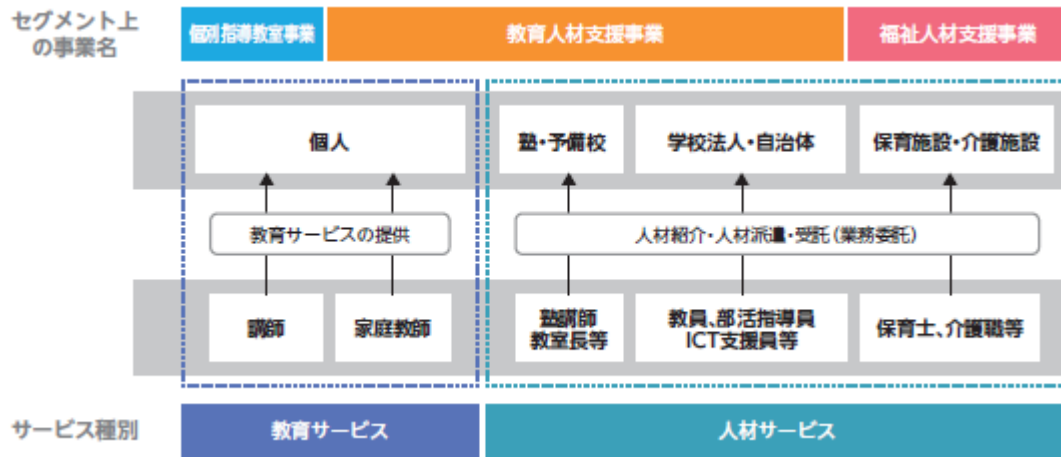 セグメント上
の事業名
個別指導教室事業
教育人材支援事業
福祉人材支援事業
個人
塾・予備校
学校法人・自治体
保育施設・介護施設
教育サービスの提供
人材紹介・人材派遣・受託(業務委託)
講師
家庭教師
塾講師
教室長等
教員、部活指導員
ICT支援員等
保育士、介護職等
サービス種別
教育サービス
人材サービス